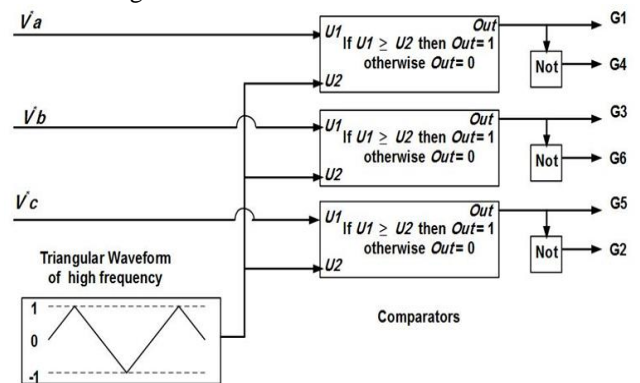 V*a
U1
If U1 ≥ U2 then Out= 1
otherwise Out= 0
U2
Out
G1
Not
G4
V*b
U1
If U1 ≥ U2 then Out= 1
otherwise Out= 0
U2
Out
G3
Not
G6
V*c
U1
If U1 ≥ U2 then Out= 1
otherwise Out= 0
U2
Out
G5
Not
G2
Triangular Waveform
of high frequency
1
0
-1
Comparators